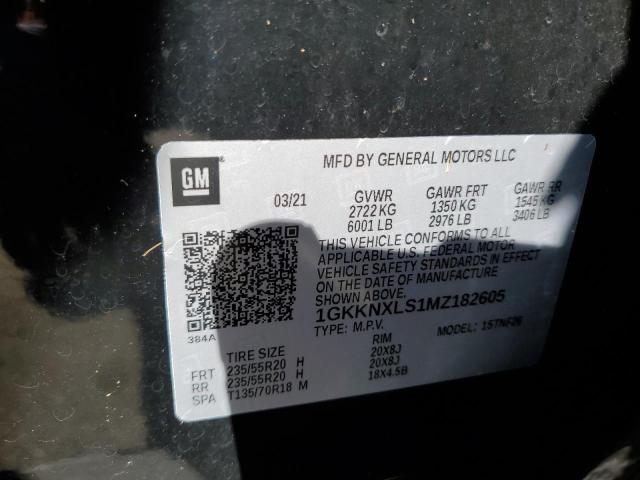 GM
MFD BY GENERAL MOTORS LLC
03/21
GVWR GAWR FRT GAWR RR
2722 KG 1350 KG 1545 KG
6001 LB 2976 LB 3406 LB
THIS VEHICLE CONFORMS TO ALL
APPLICABLE U.S. FEDERAL MOTOR
VEHICLE SAFETY STANDARDS IN EFFECT
ON THE DATE OF MANUFACTURE
SHOWN ABOVE.
1GKKNXLS1MZ182605
TYPE: M.P.V. MODEL: 1STNF26
384A
TIRE SIZE RIM
FRT 235/55R20 H 20X8J
RR 235/55R20 H 20X8J
SPA T135/70R18 M 18X4.5B